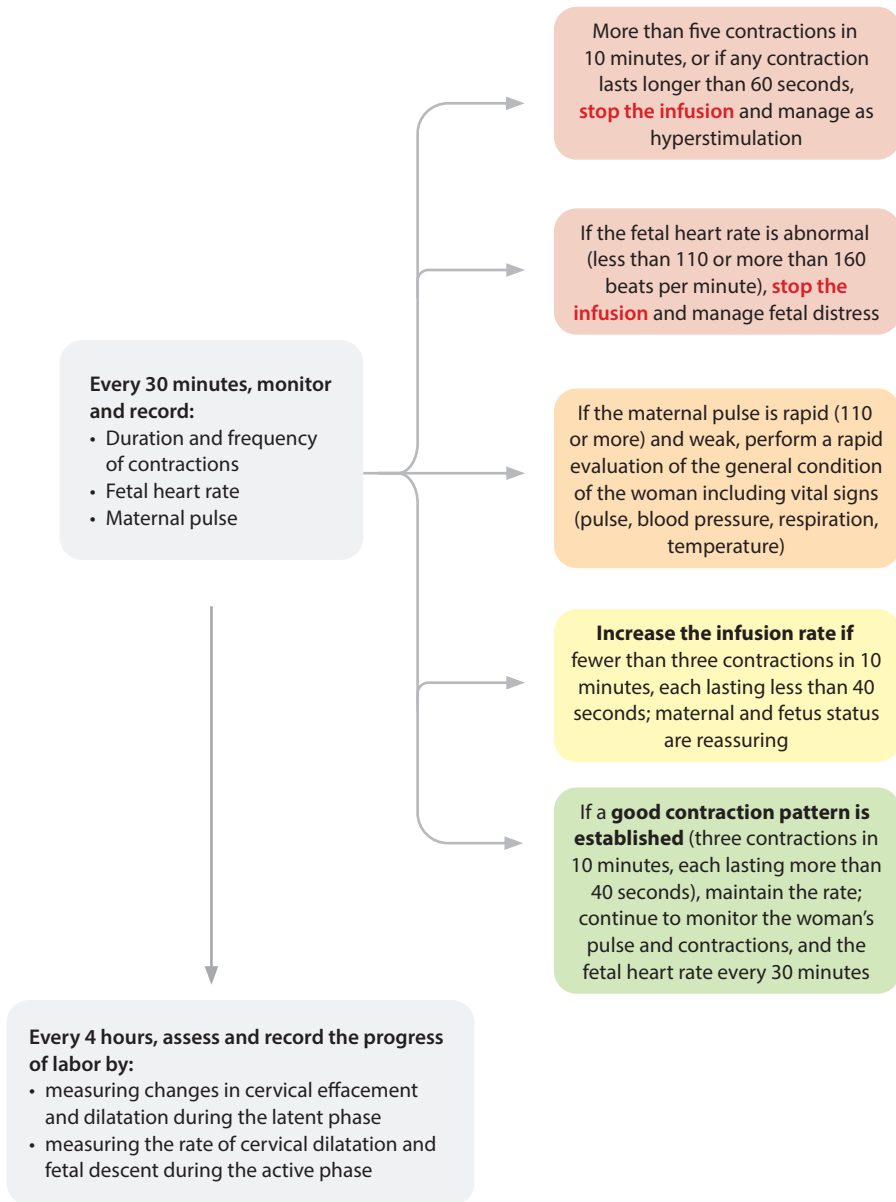 More than five contractions in
10 minutes, or if any contraction
lasts longer than 60 seconds,
stop the infusion and manage as
hyperstimulation
If the fetal heart rate is abnormal
(less than 110 or more than 160
beats per minute), stop the
infusion and manage fetal distress
Every 30 minutes, monitor
and record:
• Duration and frequency
of contractions
• Fetal heart rate
• Maternal pulse
If the maternal pulse is rapid (110
or more) and weak, perform a rapid
evaluation of the general condition
of the woman including vital signs
(pulse, blood pressure, respiration,
temperature)
Increase the infusion rate if
fewer than three contractions in 10
minutes, each lasting less than 40
seconds; maternal and fetus status
are reassuring
If a good contraction pattern is
established (three contractions in
10 minutes, each lasting more than
40 seconds), maintain the rate;
continue to monitor the woman's
pulse and contractions, and the
fetal heart rate every 30 minutes
Every 4 hours, assess and record the progress
of labor by:
• measuring changes in cervical effacement
and dilatation during the latent phase
• measuring the rate of cervical dilatation and
fetal descent during the active phase